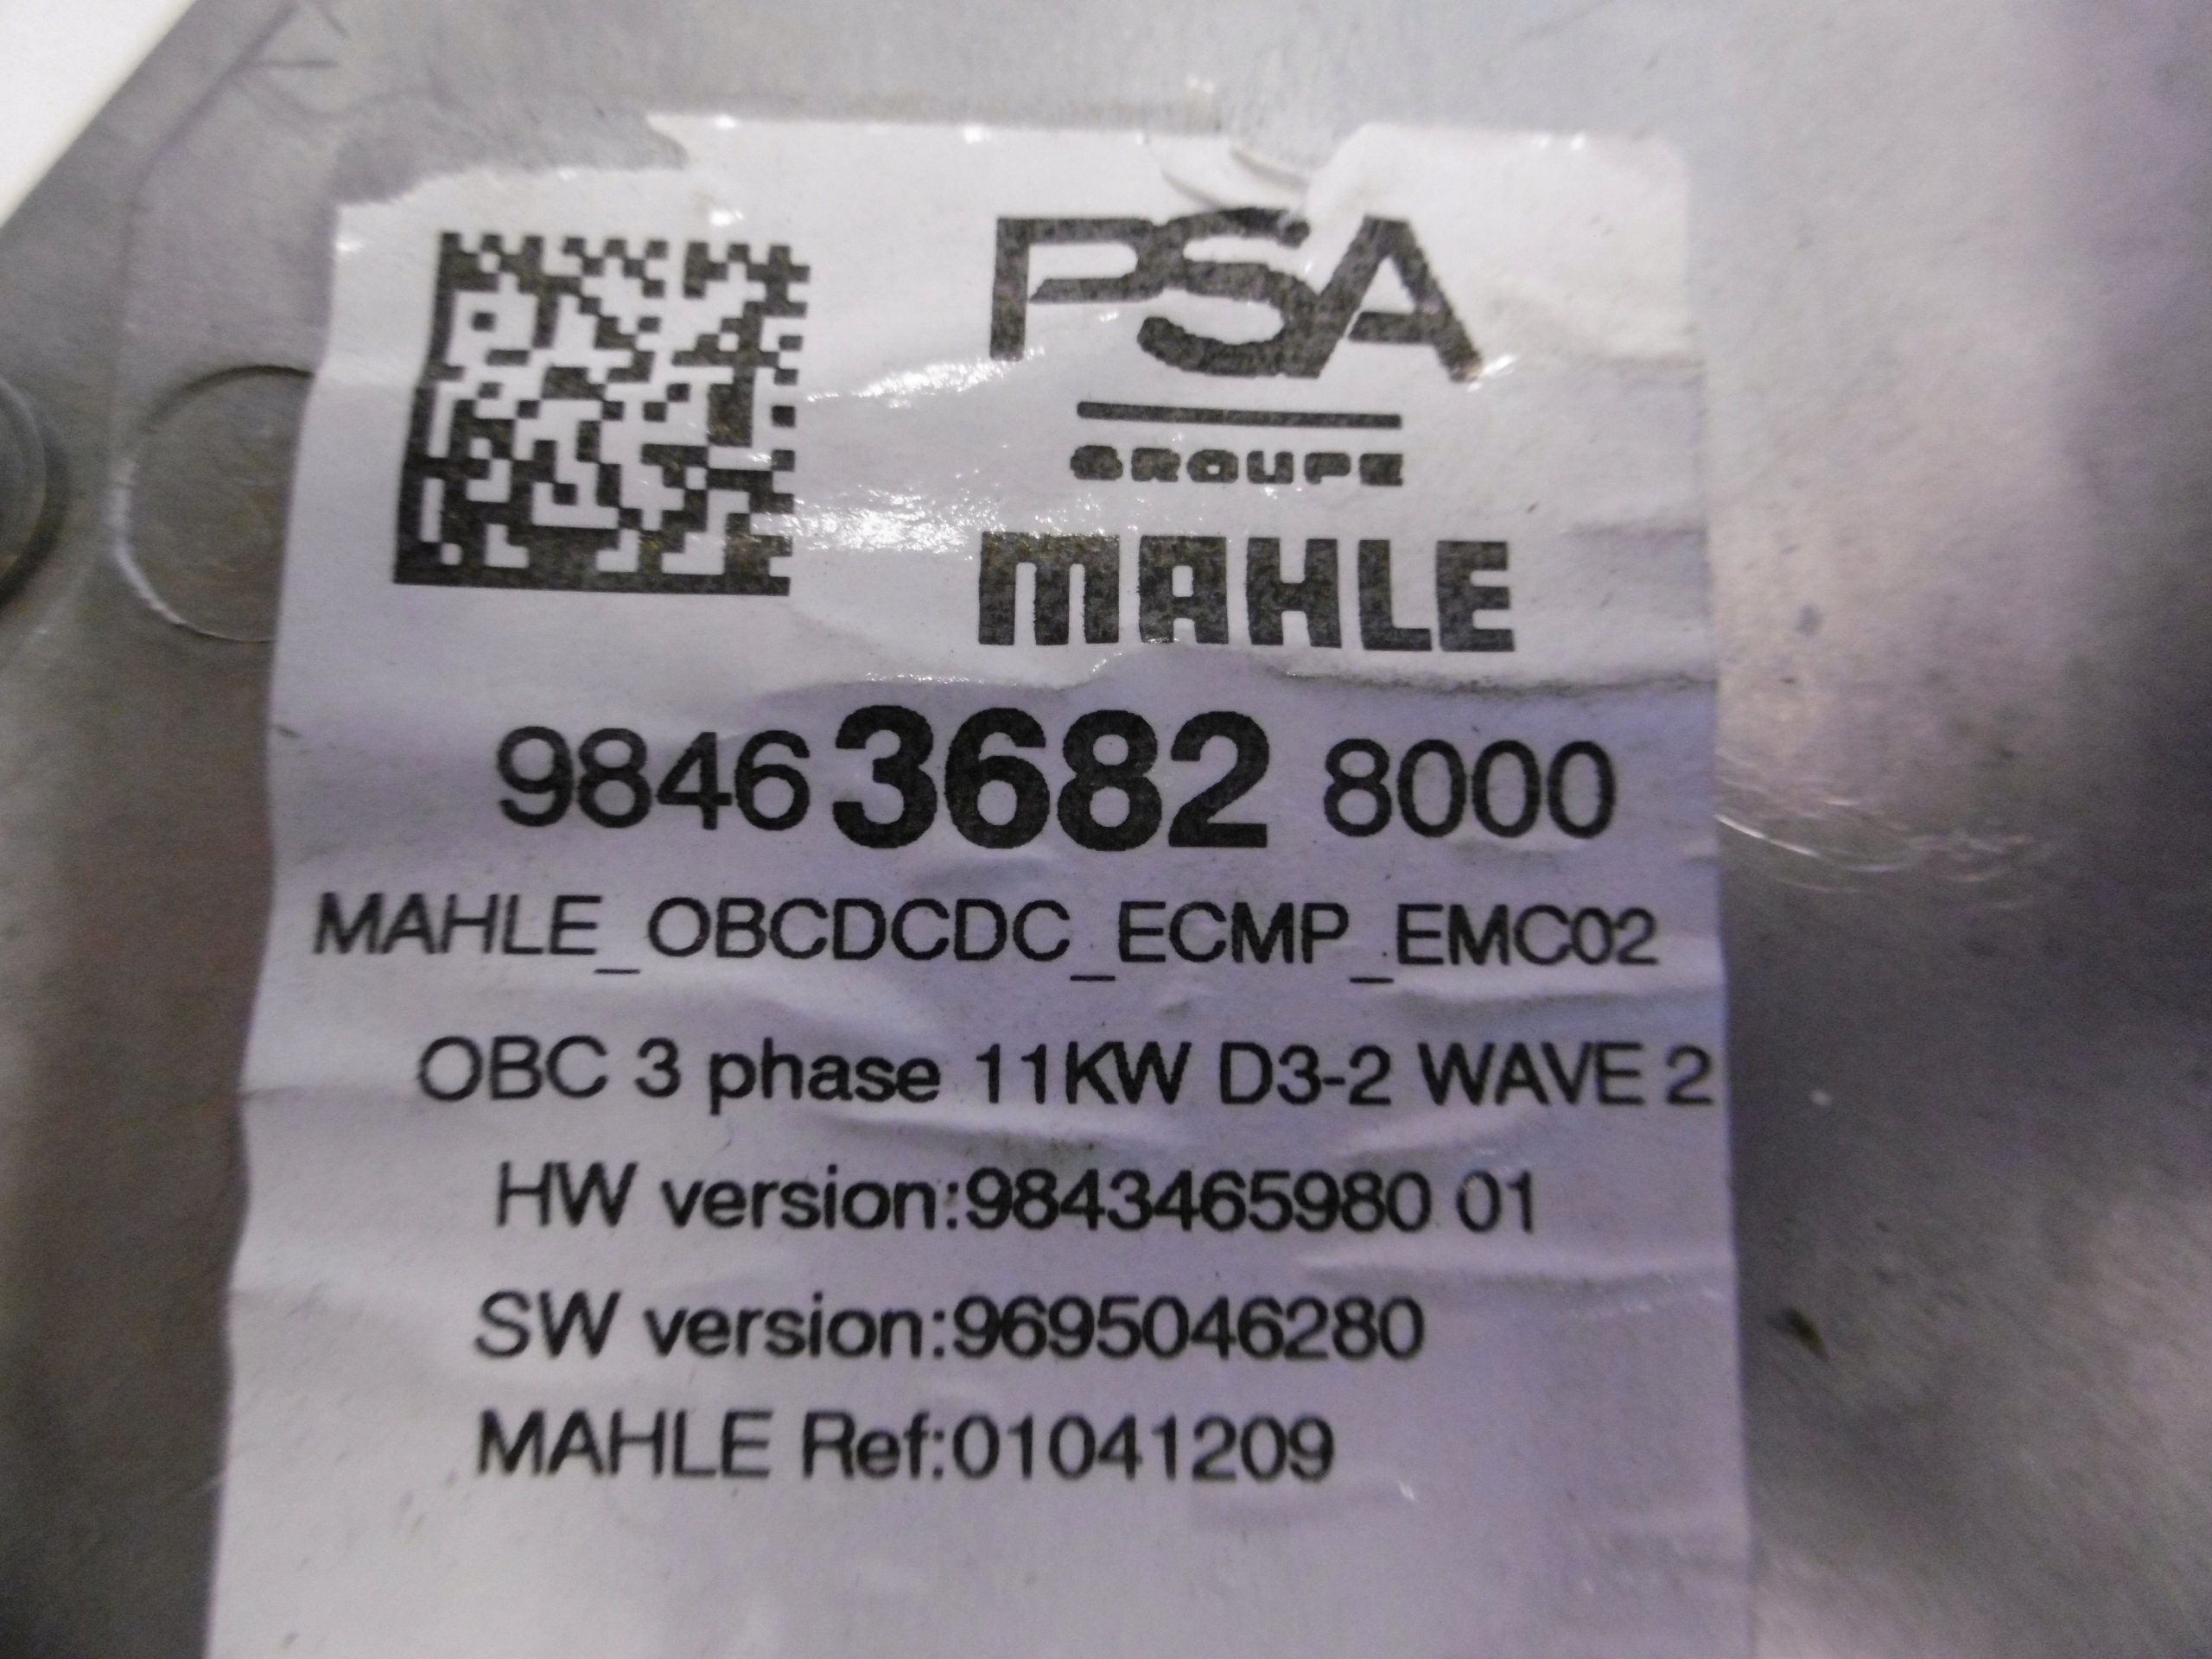 PSA
GROUPE
MAHLE
9846 3682 8000
MAHLE_OBCDCDC_ECMP_EMC02
OBC 3 phase 11KW D3-2 WAVE 2
HW version:9843465980 01
SW version:9695046280
MAHLE Ref:01041209